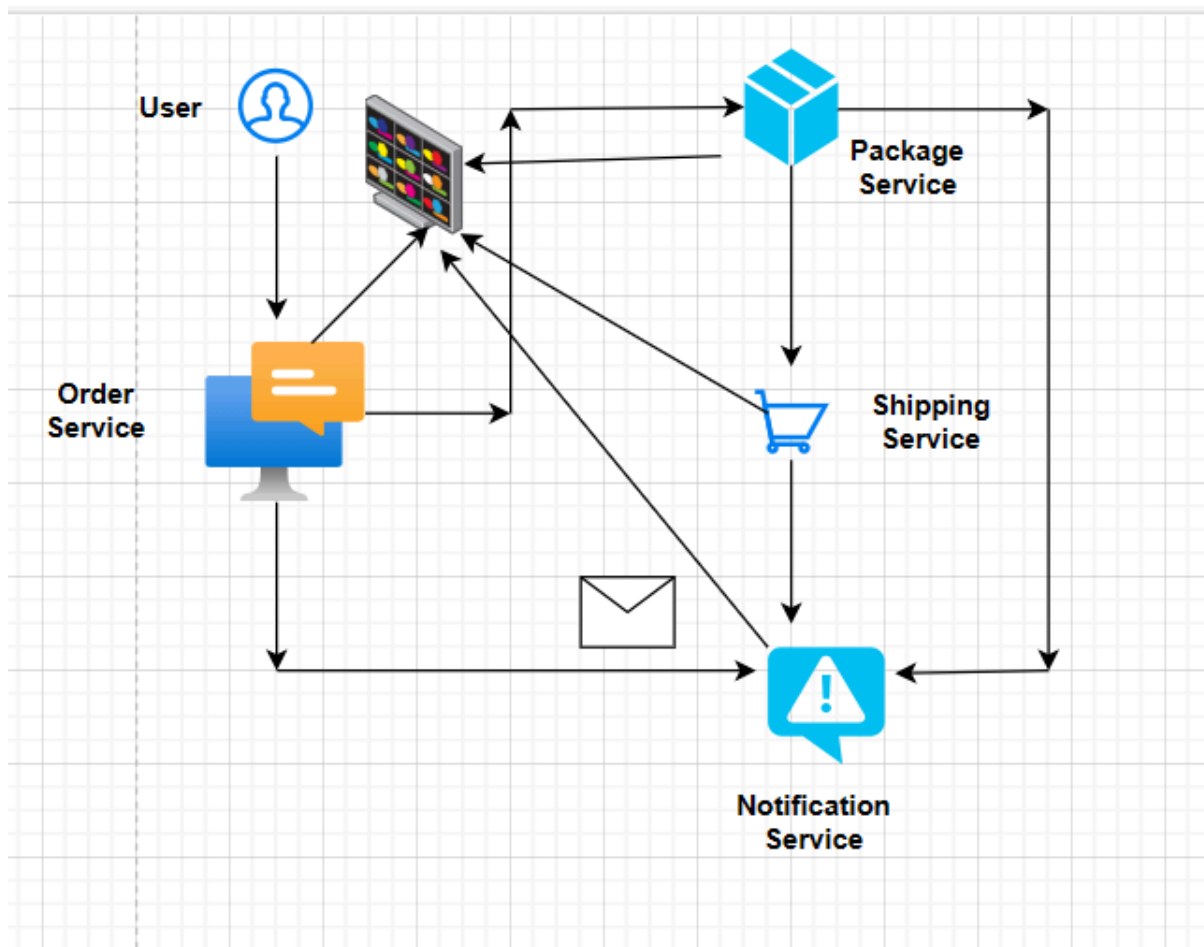 User
Package
Service
Order
Service
Shipping
Service
Notification
Service